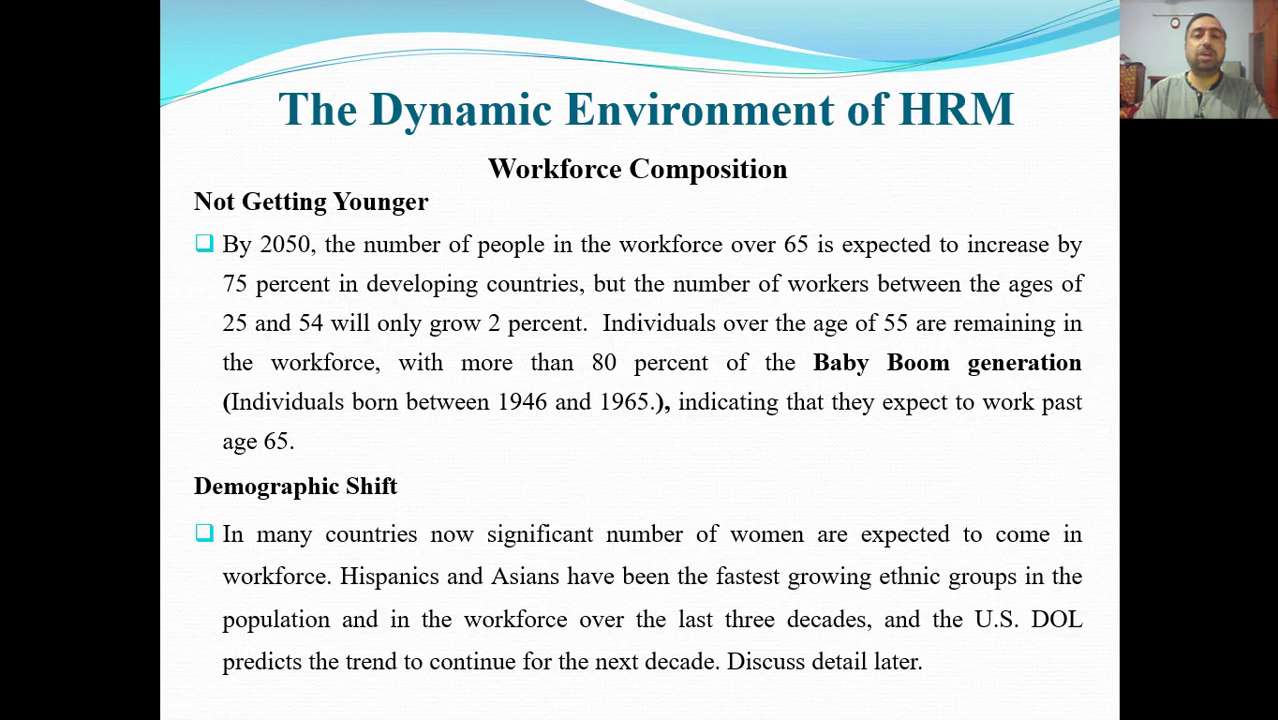 The Dynamic Environment of HRM
Workforce Composition
Not Getting Younger
By 2050, the number of people in the workforce over 65 is expected to increase by
75 percent in developing countries, but the number of workers between the ages of
25 and 54 will only grow 2 percent.  Individuals over the age of 55 are remaining in
the workforce, with more than 80 percent of the Baby Boom generation
(Individuals born between 1946 and 1965.), indicating that they expect to work past
age 65.
Demographic Shift
In many countries now significant number of women are expected to come in
workforce. Hispanics and Asians have been the fastest growing ethnic groups in the
population and in the workforce over the last three decades, and the U.S. DOL
predicts the trend to continue for the next decade. Discuss detail later.